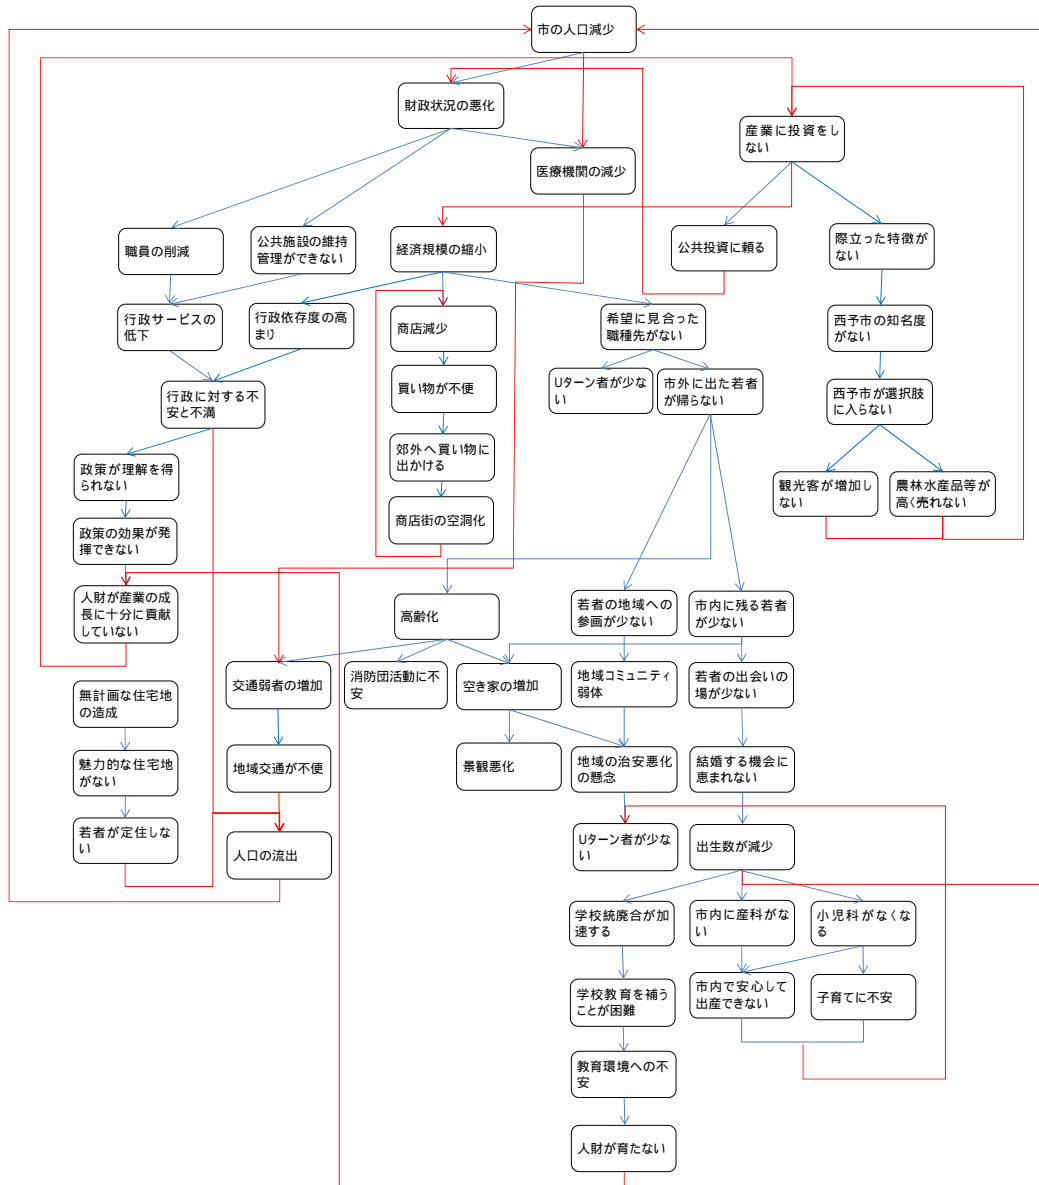 市の人口減少
財政状況の悪化
産業に投資をし
ない
医療機関の減少
職員の削減
公共施設の維持
管理ができない
経済規模の縮小
公共投資に頼る
際立った特徴が
ない
行政サービスの
低下
行政依存度の高
まり
商店減少
希望に見合った
職種先がない
西予市の知名度
がない
行政に対する不
安と不満
買い物が不便
Uターン者が少な
い
市外に出た若者
が帰らない
西予市が選択肢
に入らない
政策が理解を得
られない
郊外へ買い物に
出かける
観光客が増加し
ない
農林水産品等が
高く売れない
政策の効果が発
揮できない
商店街の空洞化
人財が産業の成
長に十分に貢献
していない
高齢化
若者の地域への
参画が少ない
市内に残る若者
が少ない
交通弱者の増加
消防団活動に不
安
空き家の増加
地域コミュニティ
弱体
若者の出会いの
場が少ない
無計画な住宅地
の造成
魅力的な住宅地
がない
地域交通が不便
景観悪化
地域の治安悪化
の懸念
結婚する機会に
恵まれない
若者が定住しな
い
人口の流出
Uターン者が少な
い
出生数が減少
学校統廃合が加
速する
市内に産科がな
い
小児科がなくな
る
学校教育を補う
ことが困難
市内で安心して
出産できない
子育てに不安
教育環境への不
安
人財が育たない